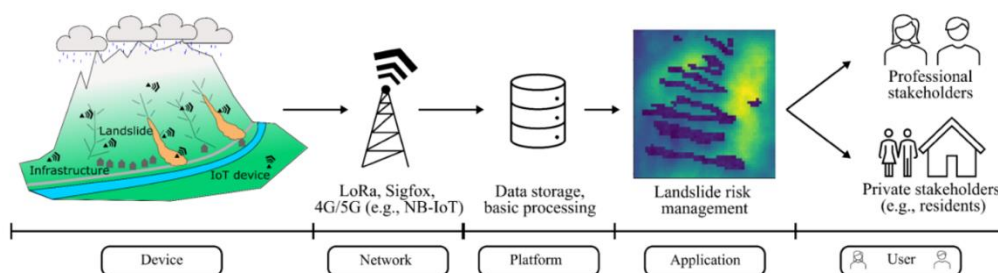 Landslide
Infrastructure
IoT device
LoRa, Sigfox,
4G/5G (e.g., NB-IoT)
Data storage,
basic processing
Landslide risk
management
Professional
stakeholders
Private stakeholders
(e.g., residents)
Device
Network
Platform
Application
User